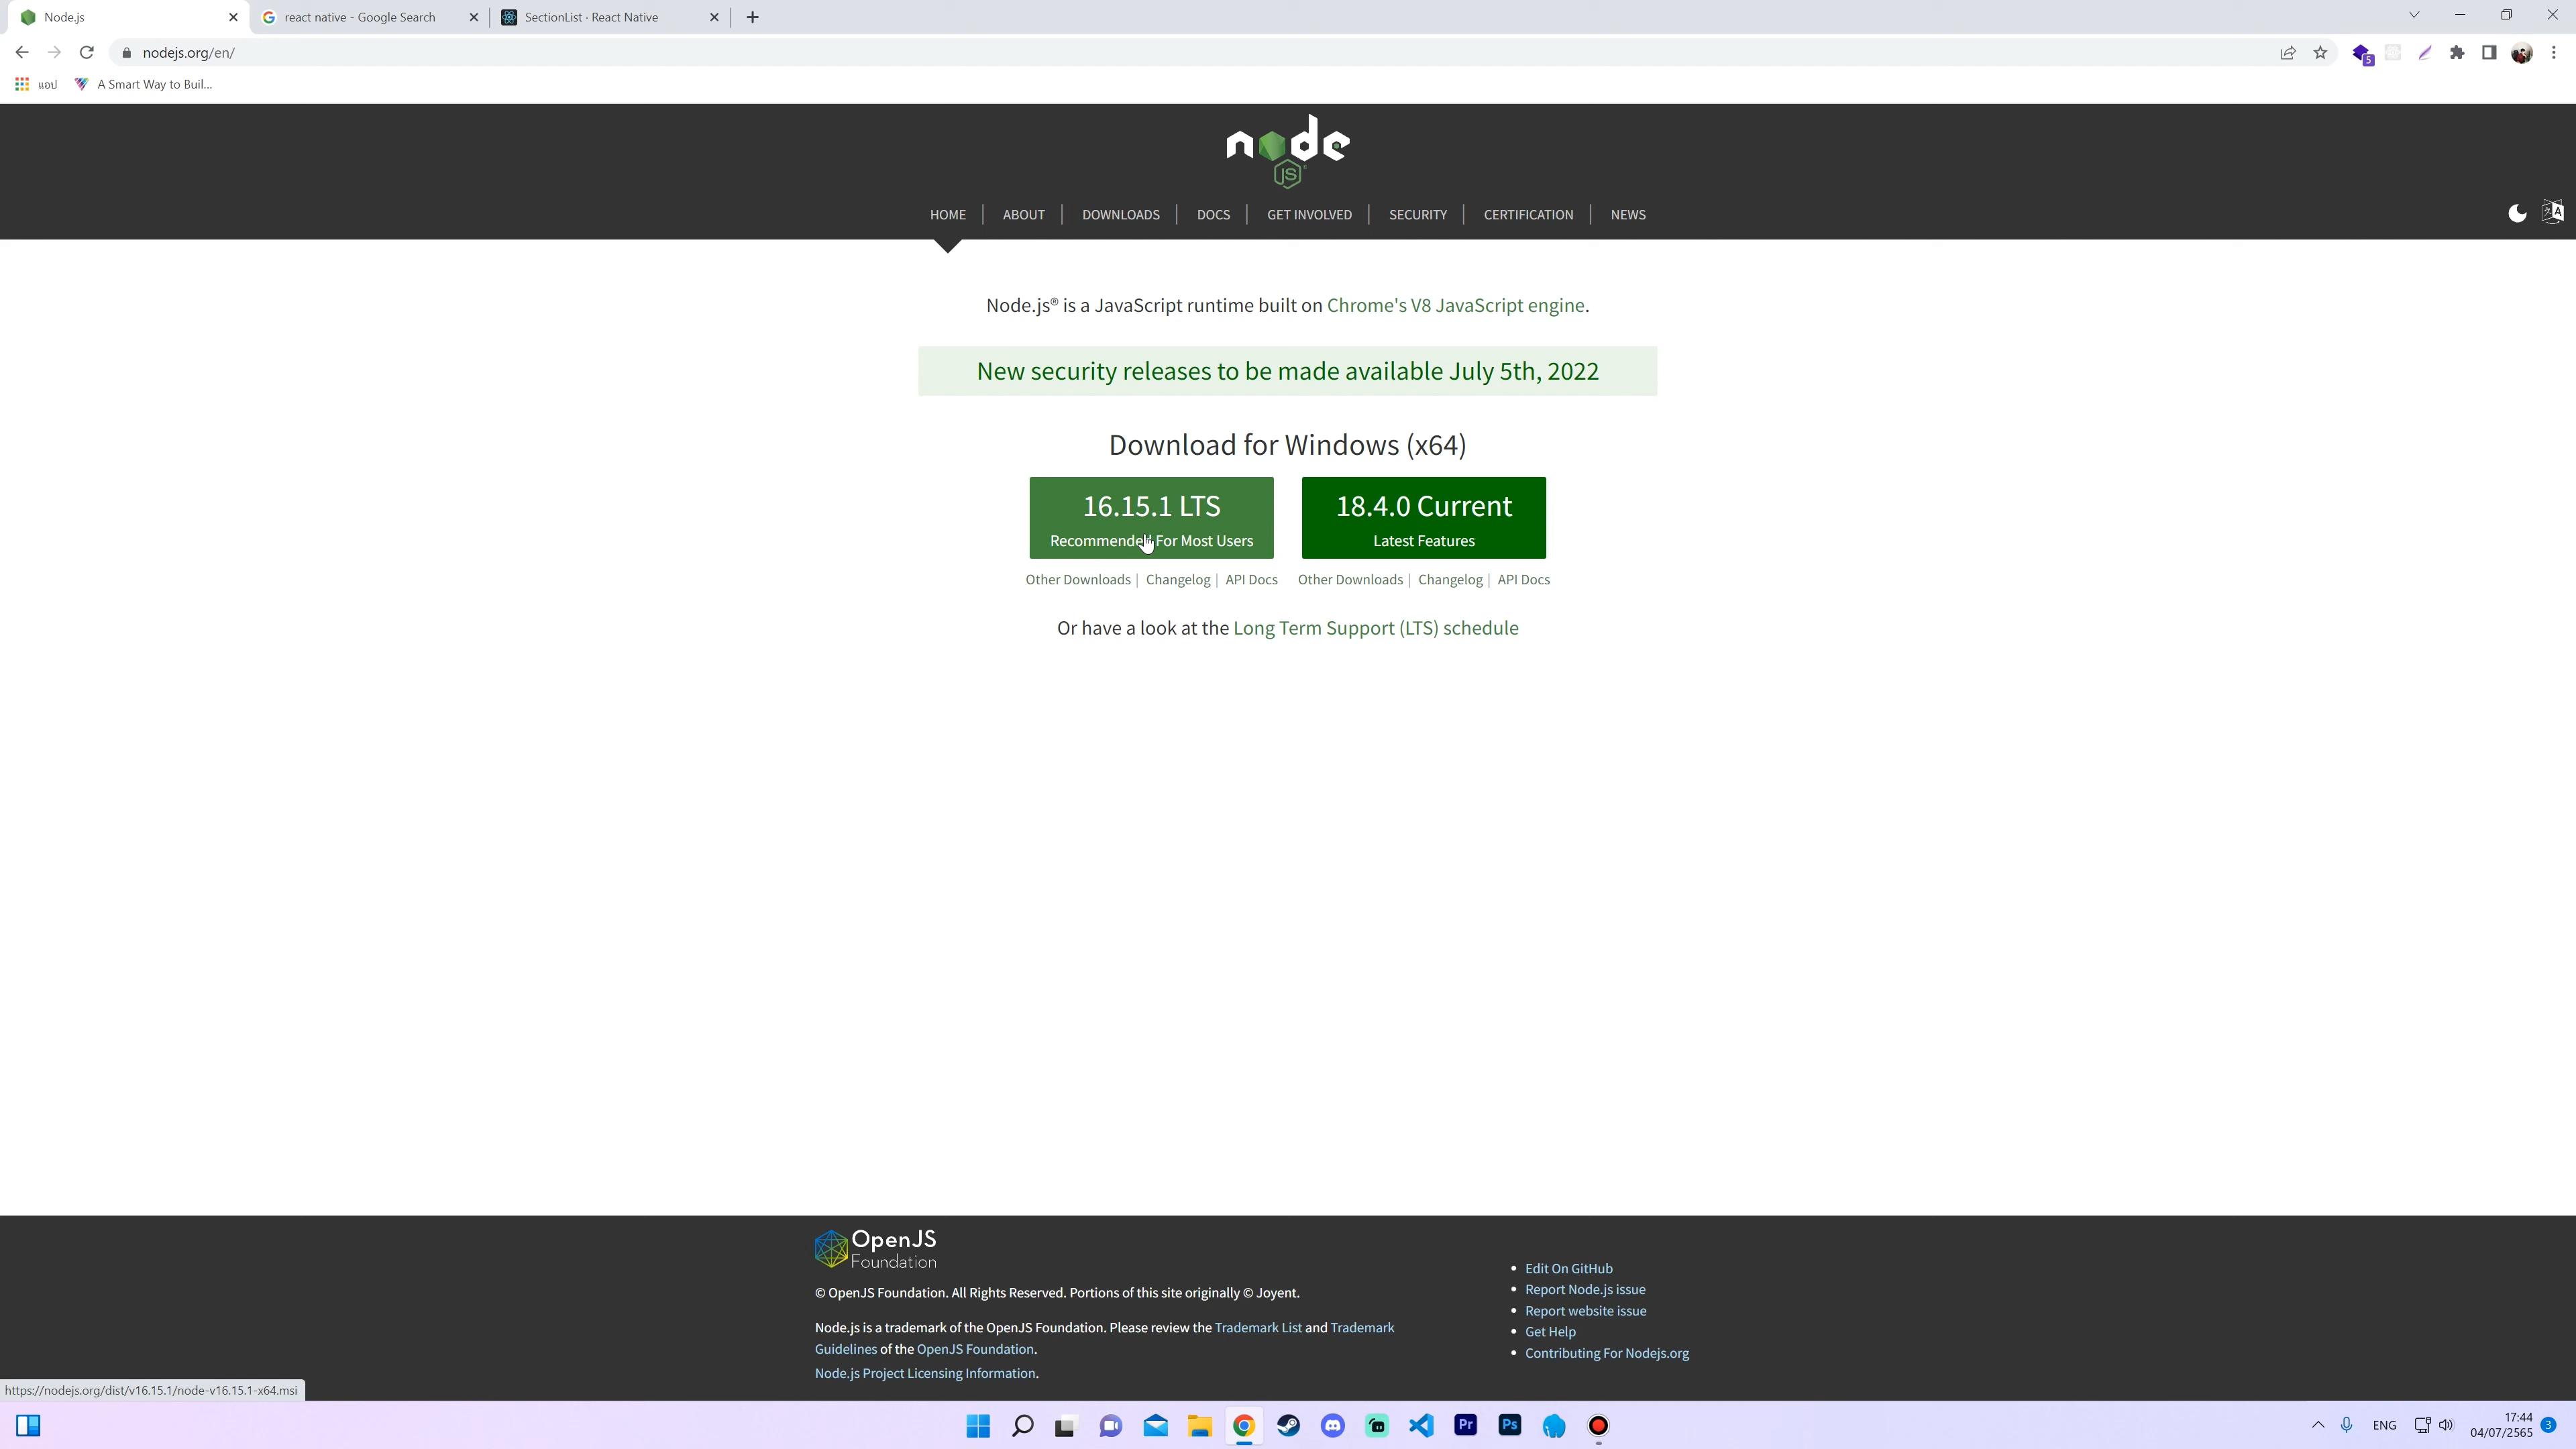 Node.js
react native - Google Search
SectionList · React Native
nodejs.org/en/
5
แอป
A Smart Way to Buil...
node
JS
HOME
ABOUT
DOWNLOADS
DOCS
GET INVOLVED
SECURITY
CERTIFICATION
NEWS
Node.js® is a JavaScript runtime built on Chrome's V8 JavaScript engine.
New security releases to be made available July 5th, 2022
Download for Windows (x64)
16.15.1 LTS
Recommended For Most Users
18.4.0 Current
Latest Features
Other Downloads | Changelog | API Docs
Other Downloads | Changelog | API Docs
Or have a look at the Long Term Support (LTS) schedule
OpenJS
Foundation
© OpenJS Foundation. All Rights Reserved. Portions of this site originally © Joyent.
Node.js is a trademark of the OpenJS Foundation. Please review the Trademark List and Trademark
Guidelines of the OpenJS Foundation.
Node.js Project Licensing Information.
• Edit On GitHub
• Report Node.js issue
• Report website issue
• Get Help
• Contributing For Nodejs.org
https://nodejs.org/dist/v16.15.1/node-v16.15.1-x64.msi
Pr
Ps
ENG
17:44
04/07/2565
3